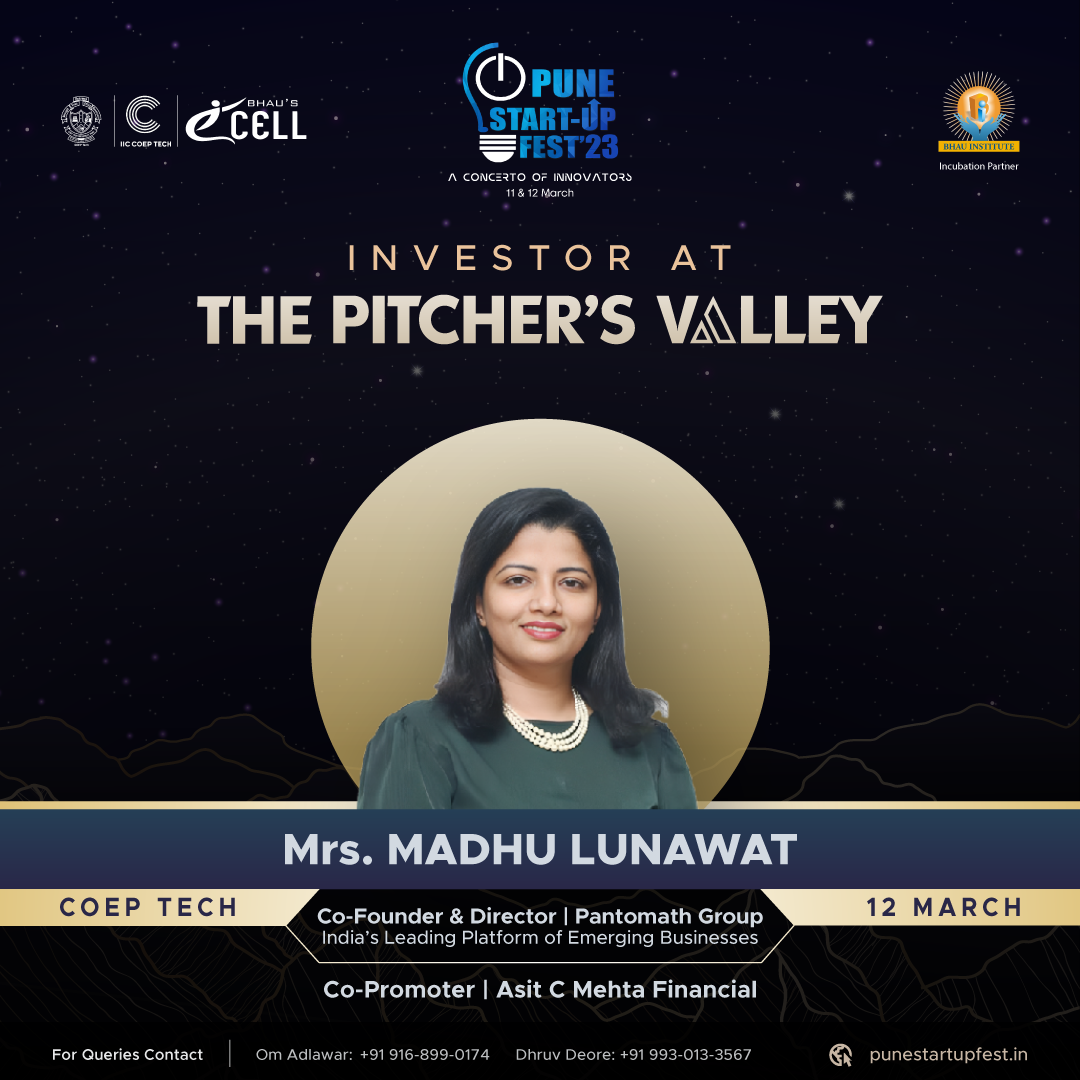 BHAU'S
CELL
IIC COEP TECH
PUNE
START-UP
FEST'23
A CONCERTO OF INNOVATORS
11 & 12 March
BHAU INSTITUTE
Incubation Partner
INVESTOR AT
THE PITCHER'S VALLEY
Mrs. MADHU LUNAWAT
COEP TECH
12 MARCH
Co-Founder & Director | Pantomath Group
India's Leading Platform of Emerging Businesses
Co-Promoter | Asit C Mehta Financial
For Queries Contact
Om Adlawar: +91 916-899-0174 Dhruv Deore: +91 993-013-3567
punestartupfest.in